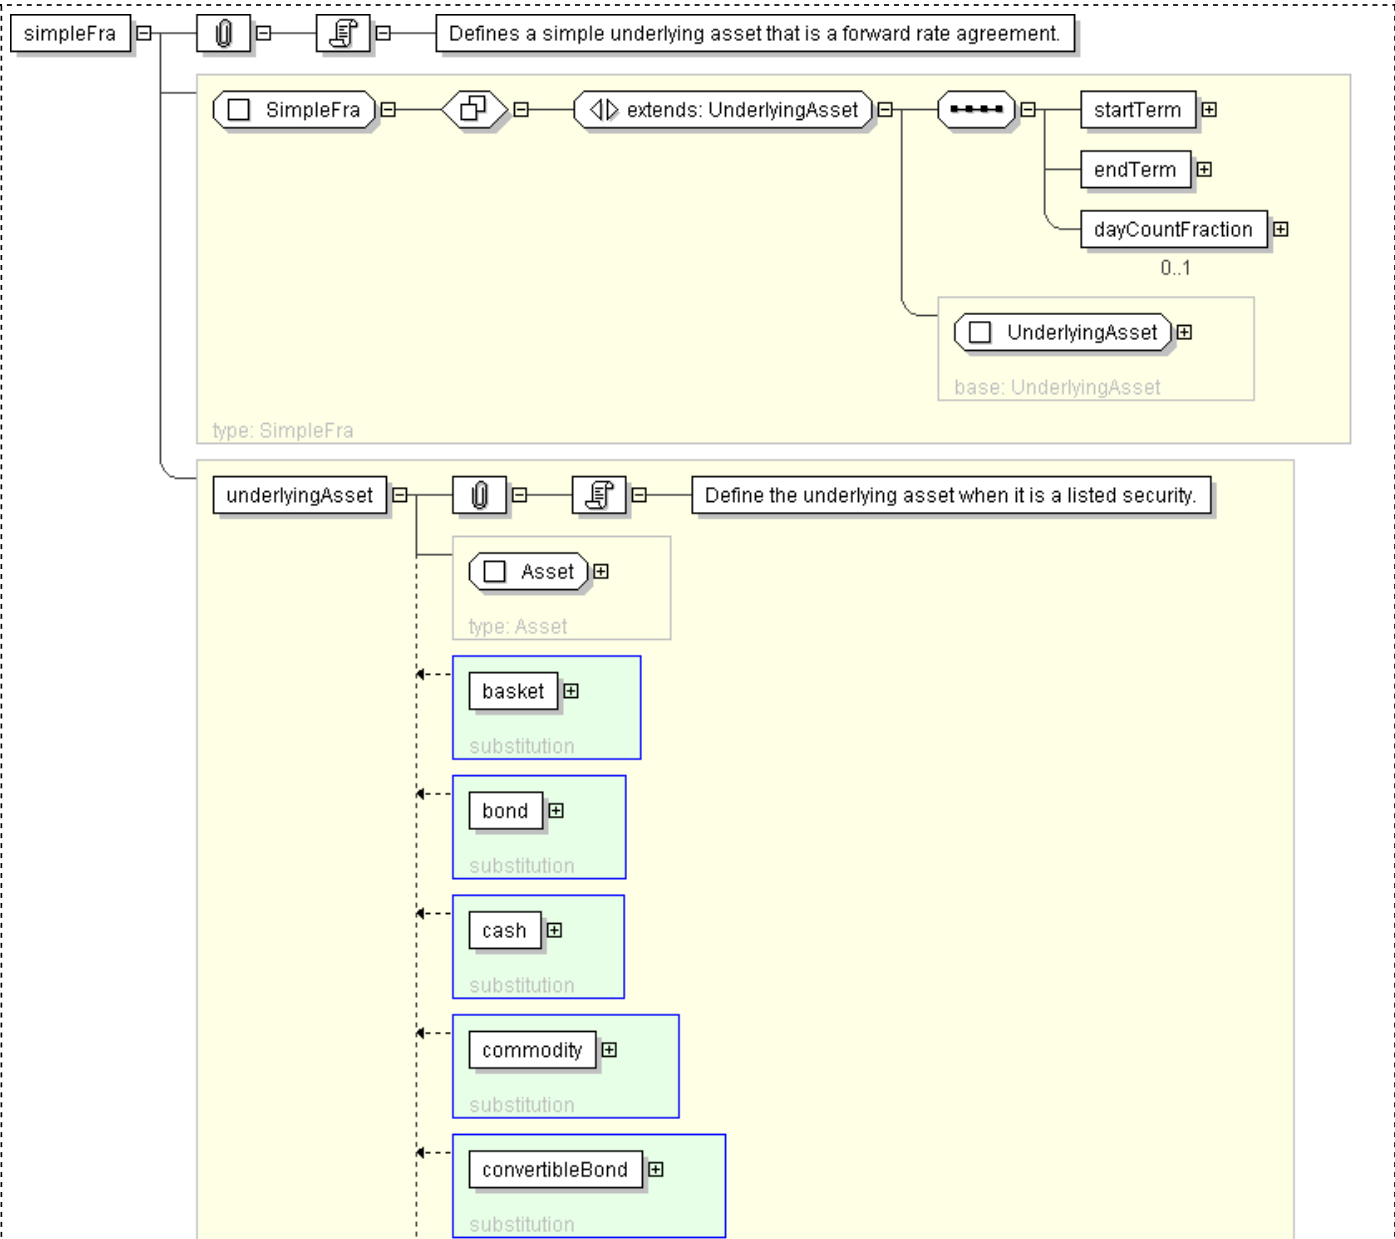 simpleFra
Defines a simple underlying asset that is a forward rate agreement.
SimpleFra
extends: UnderlyingAsset
startTerm
endTerm
dayCountFraction
0..1
UnderlyingAsset
base: UnderlyingAsset
type: SimpleFra
underlyingAsset
Define the underlying asset when it is a listed security.
Asset
type: Asset
basket
substitution
bond
substitution
cash
substitution
commodity
substitution
convertibleBond
substitution